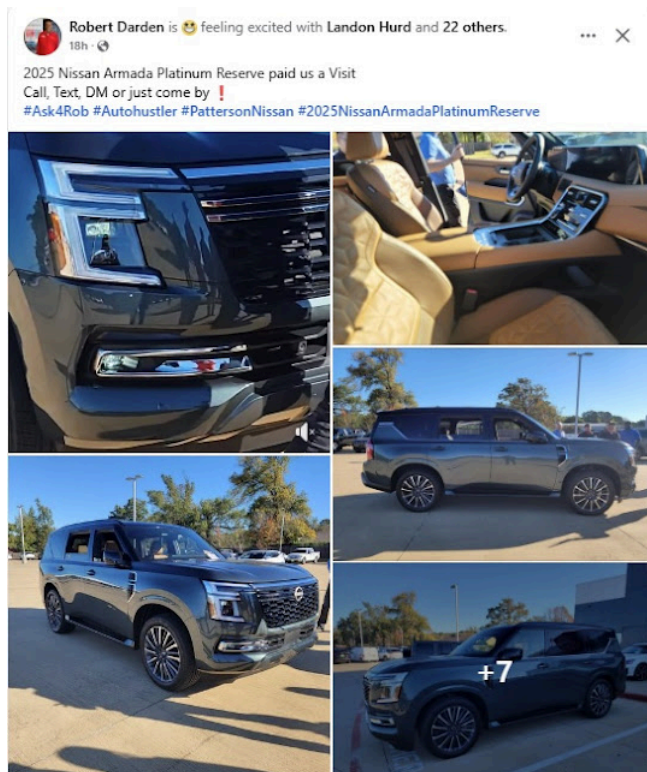 Robert Darden is 😁 feeling excited with Landon Hurd and 22 others.
18h ·
2025 Nissan Armada Platinum Reserve paid us a Visit
Call, Text, DM or just come by ❗
#Ask4Rob #Autohustler #PattersonNissan #2025NissanArmadaPlatinumReserve
+7